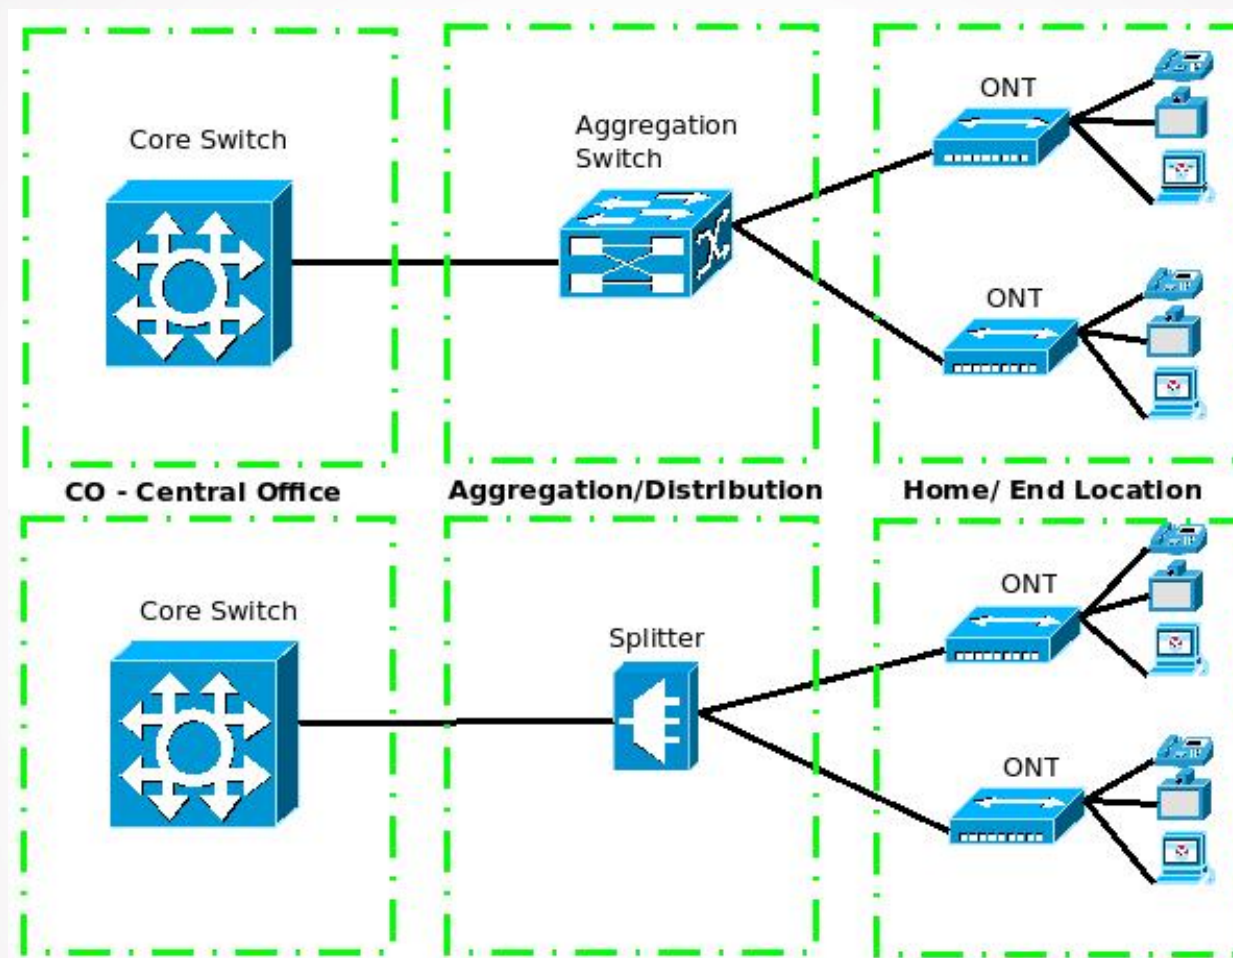 Core Switch
Aggregation
Switch
ONT
ONT
CO - Central Office
Aggregation/Distribution
Home/ End Location
Core Switch
Splitter
ONT
ONT